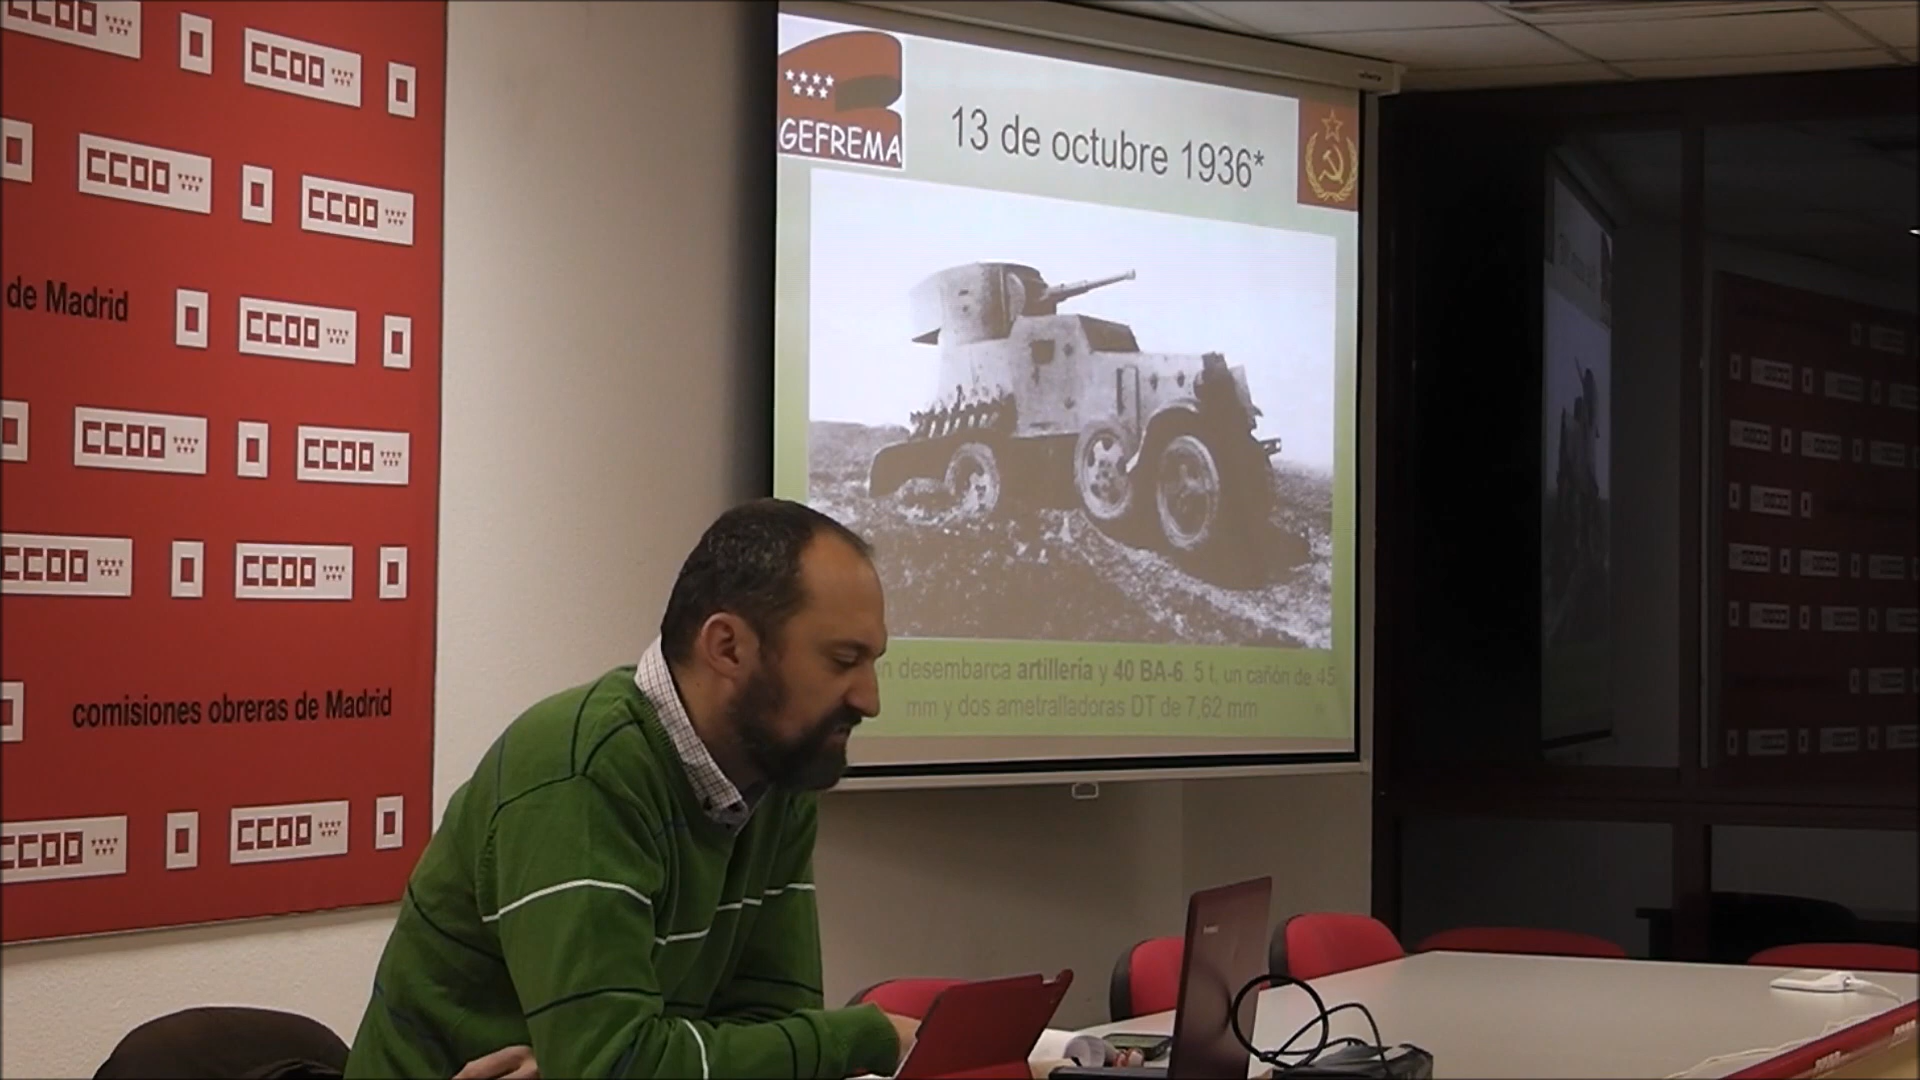 CCOO
CCOO
CCOO
CCOO
de Madrid
CCOO
CCOO
CCOO
CCOO
CCOO
comisiones obreras de Madrid
CCOO
CCOO
GEFREMA
13 de octubre 1936*
desembarca artillería y 40 BA-6. 5 t, un cañón de 45
mm y dos ametralladoras DT de 7,62 mm